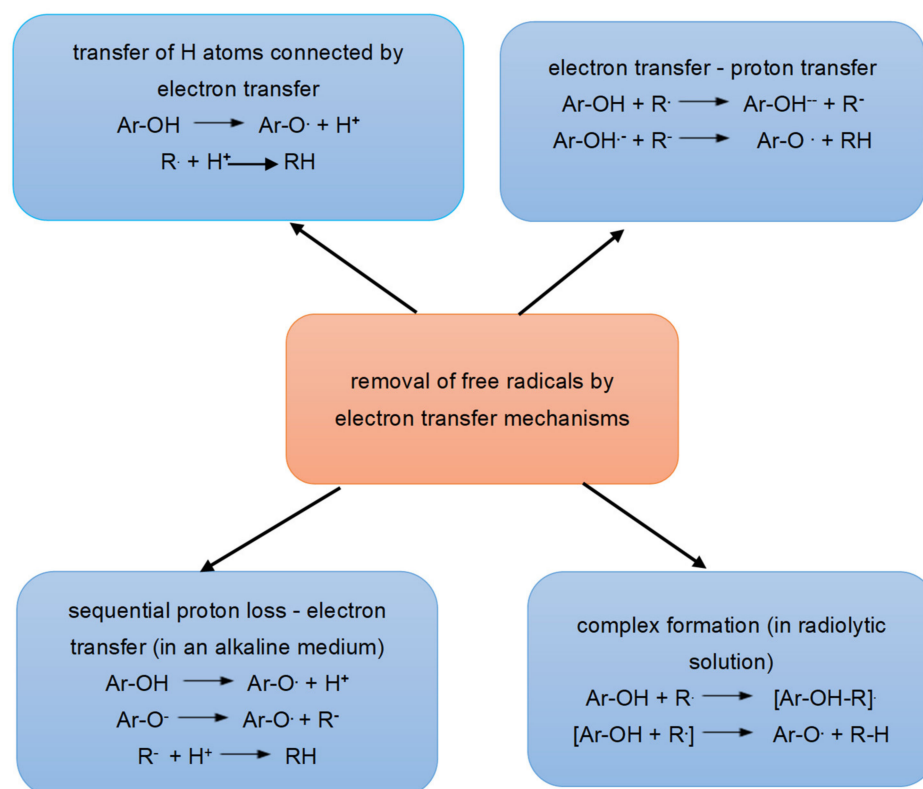 transfer of H atoms connected by
electron transfer
Ar-OH ⟶ Ar-O· + H⁺
R· + H⁺ ⟶ RH
electron transfer - proton transfer
Ar-OH + R· ⟶ Ar-OH·- + R⁻
Ar-OH·⁻ + R⁻ ⟶ Ar-O · + RH
removal of free radicals by
electron transfer mechanisms
sequential proton loss - electron
transfer (in an alkaline medium)
Ar-OH ⟶ Ar-O· + H⁺
Ar-O⁻ ⟶ Ar-O· + R⁻
R⁻ + H⁺ ⟶ RH
complex formation (in radiolytic
solution)
Ar-OH + R· ⟶ [Ar-OH-R]·
[Ar-OH + R·] ⟶ Ar-O· + R-H